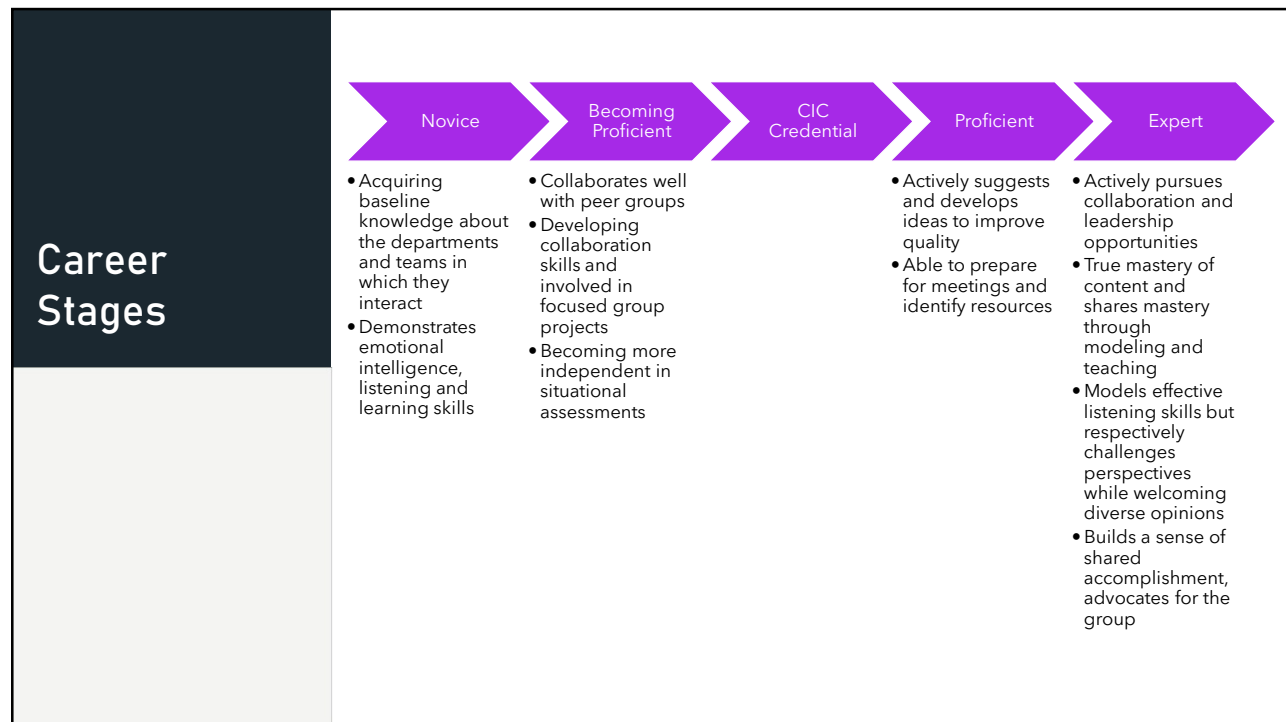 Career
Stages
Novice
• Acquiring
baseline
knowledge about
the departments
and teams in
which they
interact
• Demonstrates
emotional
intelligence,
listening and
learning skills
Becoming
Proficient
• Collaborates well
with peer groups
• Developing
collaboration
skills and
involved in
focused group
projects
• Becoming more
independent in
situational
assessments
CIC
Credential
Proficient
• Actively suggests
and develops
ideas to improve
quality
• Able to prepare
for meetings and
identify resources
Expert
• Actively pursues
collaboration and
leadership
opportunities
• True mastery of
content and
shares mastery
through
modeling and
teaching
• Models effective
listening skills but
respectively
challenges
perspectives
while welcoming
diverse opinions
• Builds a sense of
shared
accomplishment,
advocates for the
group